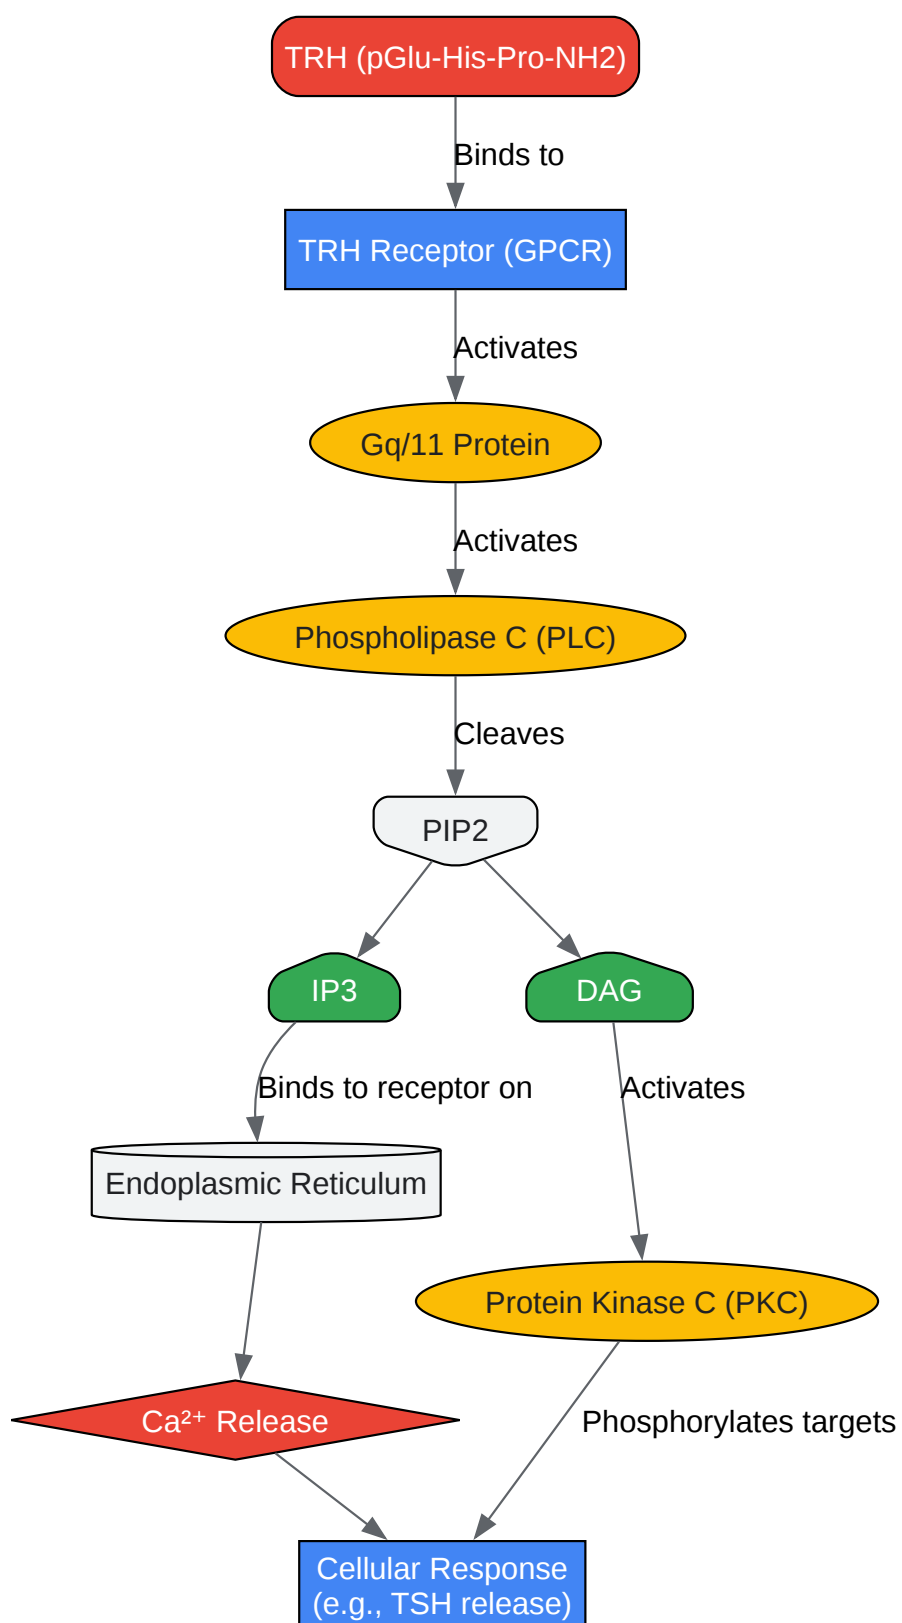 TRH (pGlu-His-Pro-NH2)
Binds to
TRH Receptor (GPCR)
Activates
Gq/11 Protein
Activates
Phospholipase C (PLC)
Cleaves
PIP2
IP3
DAG
Binds to receptor on
Activates
Endoplasmic Reticulum
Protein Kinase C (PKC)
Ca²⁺ Release
Phosphorylates targets
Cellular Response
(e.g., TSH release)